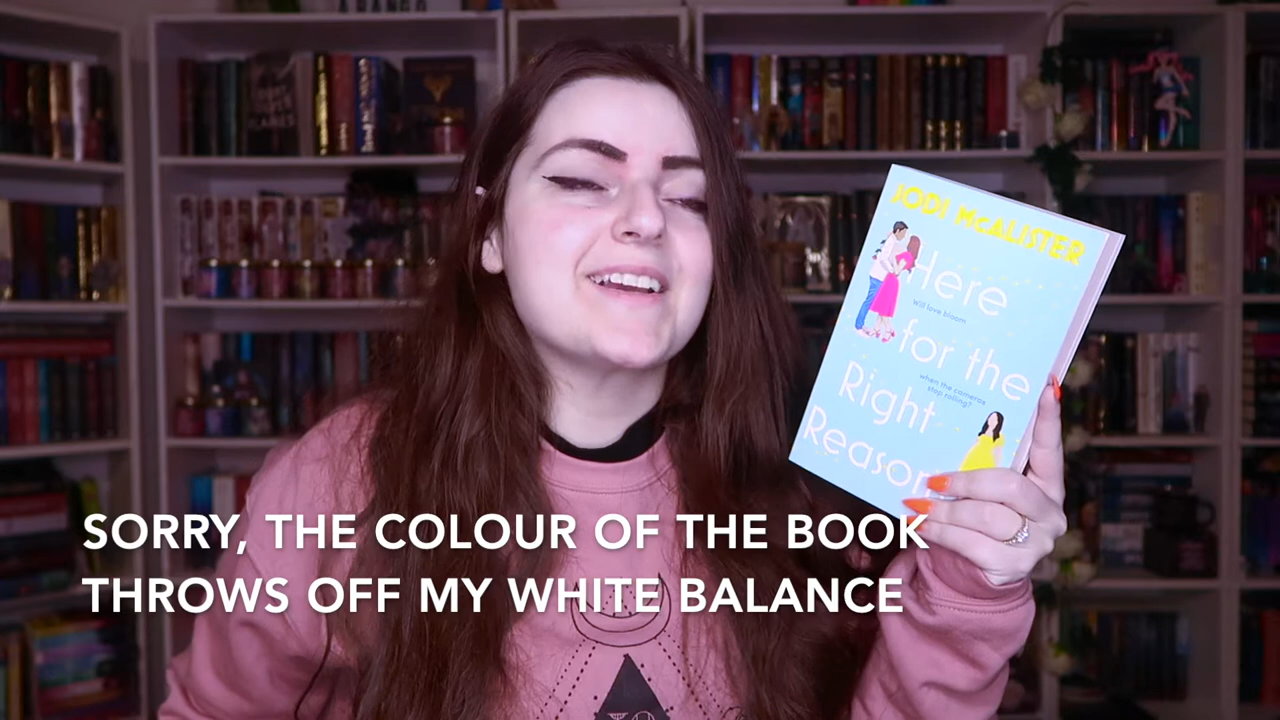 JODI McALISTER
Here
Will love bloom
for the
when the cameras
stop rolling?
Right
SORRY, THE COLOUR OF THE BOOK
THROWS OFF MY WHITE BALANCE